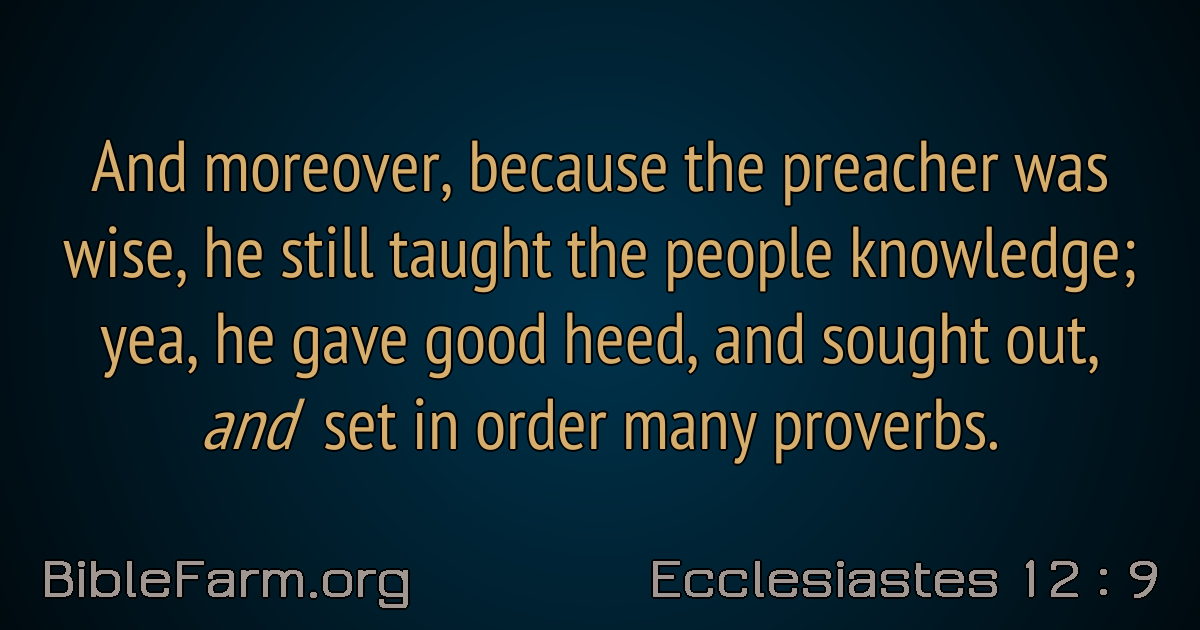 And moreover, because the preacher was
wise, he still taught the people knowledge;
yea, he gave good heed, and sought out,
and set in order many proverbs.
BibleFarm.org
Ecclesiastes 12 : 9